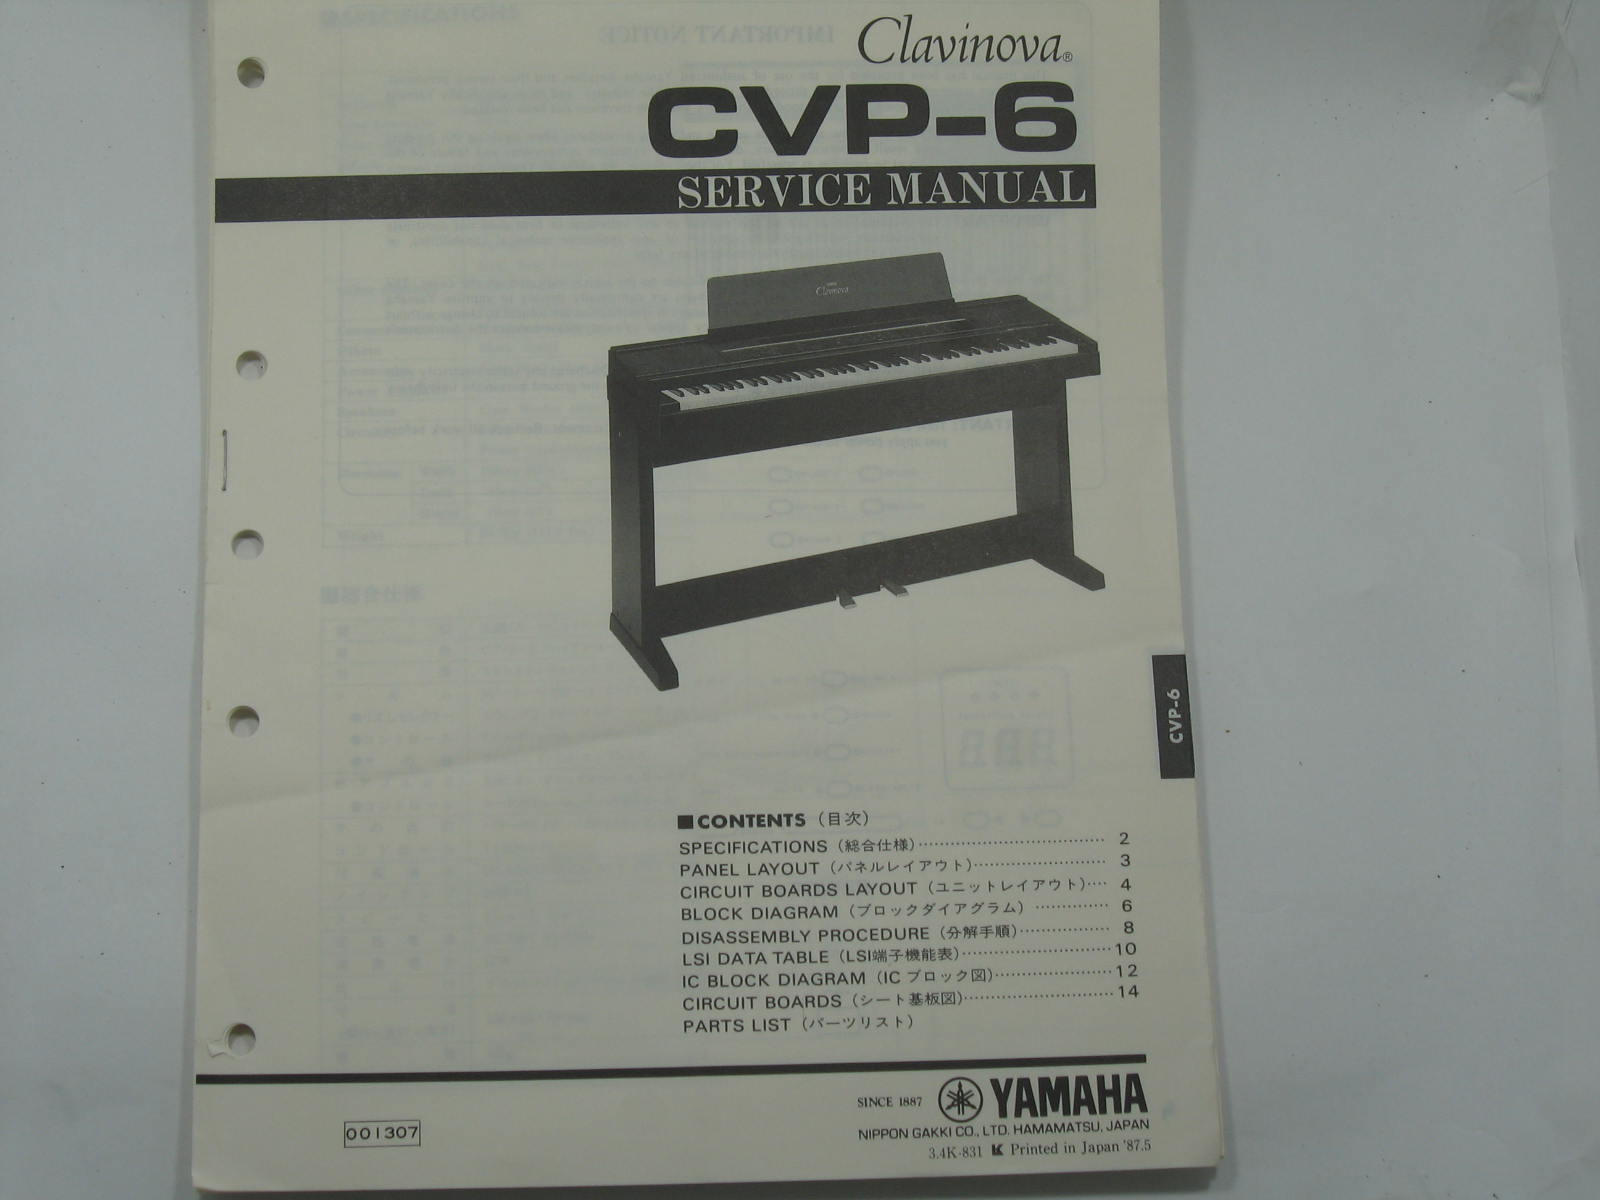 Clavinova®
CVP-6
SERVICE MANUAL
Clavinova
CVP-6
■CONTENTS（目次）
SPECIFICATIONS（総合仕様）…………………………… 2
PANEL LAYOUT（パネルレイアウト）…………………… 3
CIRCUIT BOARDS LAYOUT（ユニットレイアウト）…· 4
BLOCK DIAGRAM（ブロックダイアグラム）…………… 6
DISASSEMBLY PROCEDURE（分解手順）……………… 8
LSI DATA TABLE（LSI端子機能表）………………………10
IC BLOCK DIAGRAM（IC ブロック図）…………………12
CIRCUIT BOARDS（シート基板図）………………………14
PARTS LIST（パーツリスト）
SINCE 1887 YAMAHA
NIPPON GAKKI CO., LTD. HAMAMATSU, JAPAN
3.4K-831 Printed in Japan '87.5
001307